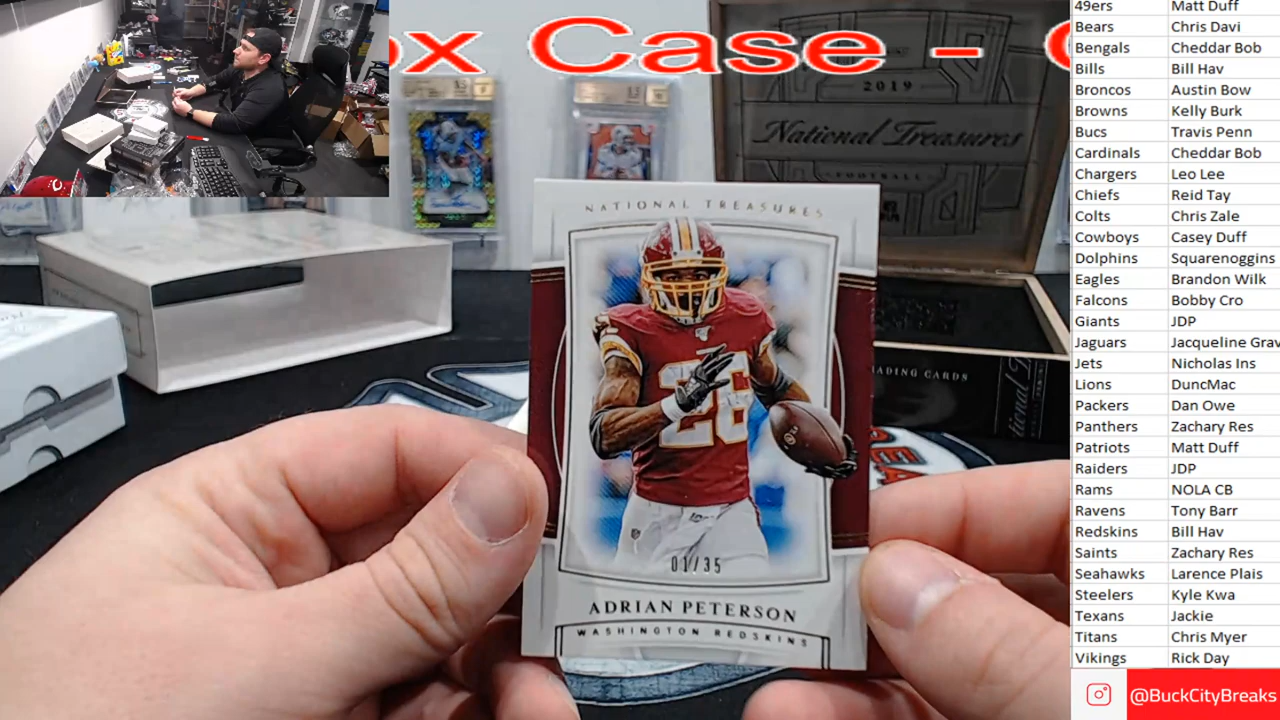 ox Case -
2019
National Treasures
FOOTBALL
NATIONAL TREASURES
26
01/35
ADRIAN PETERSON
WASHINGTON REDSKINS
TRADING CARDS
49ers Matt Duff
Bears Chris Davi
Bengals Cheddar Bob
Bills Bill Hav
Broncos Austin Bow
Browns Kelly Burk
Bucs Travis Penn
Cardinals Cheddar Bob
Chargers Leo Lee
Chiefs Reid Tay
Colts Chris Zale
Cowboys Casey Duff
Dolphins Squarenoggins
Eagles Brandon Wilk
Falcons Bobby Cro
Giants JDP
Jaguars Jacqueline Grav
Jets Nicholas Ins
Lions DuncMac
Packers Dan Owe
Panthers Zachary Res
Patriots Matt Duff
Raiders JDP
Rams NOLA CB
Ravens Tony Barr
Redskins Bill Hav
Saints Zachary Res
Seahawks Larence Plais
Steelers Kyle Kwa
Texans Jackie
Titans Chris Myer
Vikings Rick Day
@BuckCityBreaks